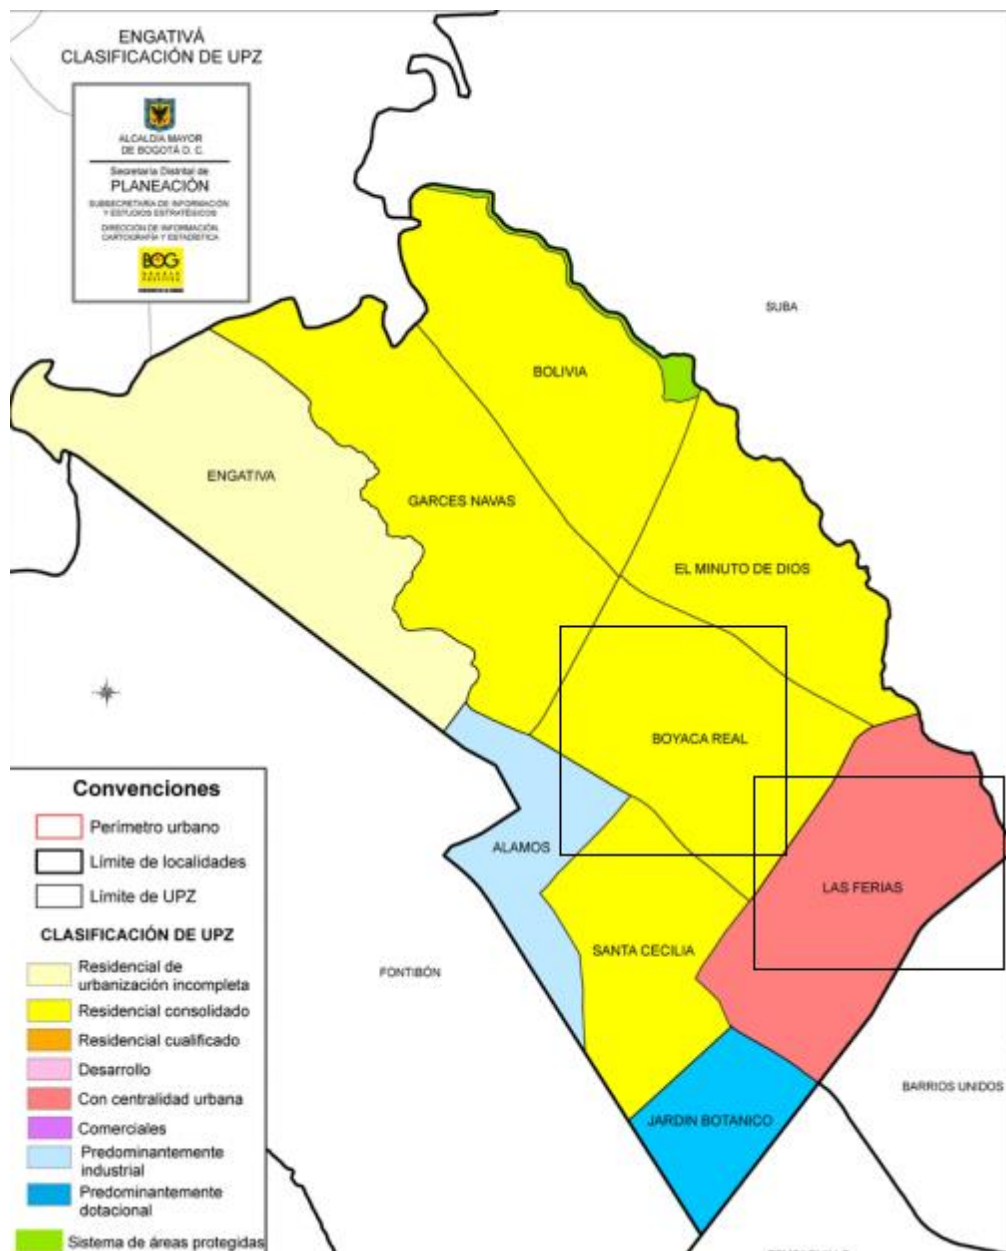 ENGATIVÁ
CLASIFICACIÓN DE UPZ
ALCALDIA MAYOR
DE BOGOTÁ D. C.
Secretaría Distrital de
PLANEACIÓN
SUBSECRETARÍA DE INFORMACIÓN
Y ESTUDIOS ESTRATÉGICOS
DIRECCIÓN DE INFORMACIÓN,
CARTOGRAFÍA Y ESTADÍSTICA
BOG
SUBA
BOLIVIA
ENGATIVA
GARCES NAVAS
EL MINUTO DE DIOS
BOYACA REAL
ALAMOS
LAS FERIAS
SANTA CECILIA
FONTIBÓN
BARRIOS UNIDOS
JARDIN BOTANICO
Convenciones
Perímetro urbano
Límite de localidades
Límite de UPZ
CLASIFICACIÓN DE UPZ
Residencial de
urbanización incompleta
Residencial consolidado
Residencial cualificado
Desarrollo
Con centralidad urbana
Comerciales
Predominantemente
industrial
Predominantemente
dotacional
Sistema de áreas protegidas